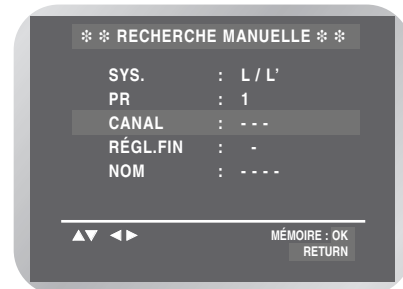 ❇ ❇ RECHERCHE MANUELLE ❇ ❇
SYS. : L / L'
PR : 1
CANAL : - - -
RÉGL.FIN : -
NOM : - - - -
▲▼ ◄► MÉMOIRE : OK
RETURN